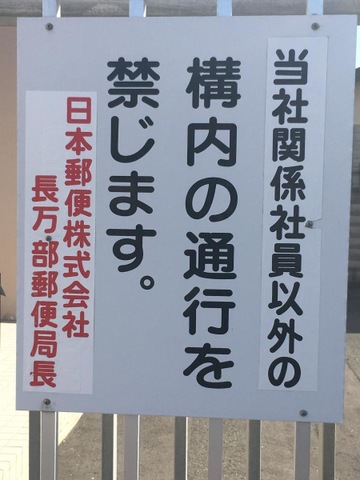 当社関係社員以外の
構内の通行を
禁じます。
日本郵便株式会社
長万部郵便局長